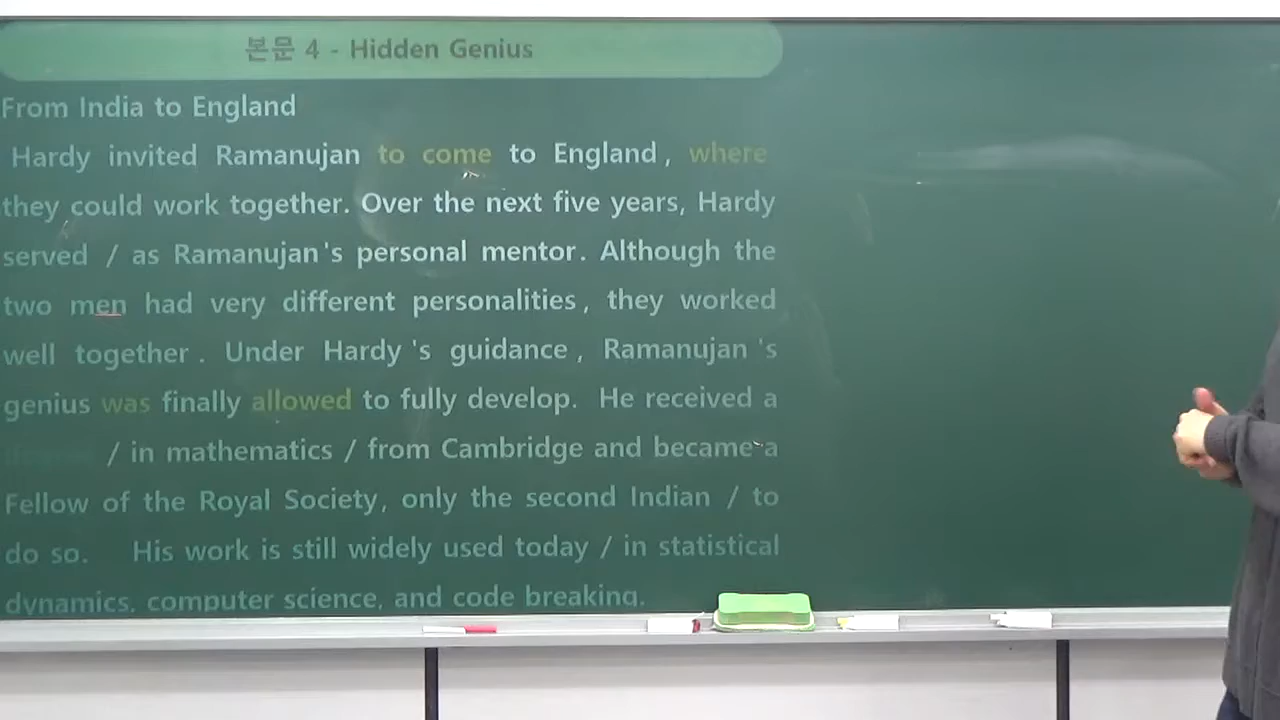 본문 4 - Hidden Genius
From India to England
Hardy invited Ramanujan to come to England, where
they could work together. Over the next five years, Hardy
served / as Ramanujan's personal mentor. Although the
two men had very different personalities, they worked
well together. Under Hardy's guidance, Ramanujan's
genius was finally allowed to fully develop. He received a
/ in mathematics / from Cambridge and became a
Fellow of the Royal Society, only the second Indian / to
do so. His work is still widely used today / in statistical
dynamics, computer science, and code breaking.